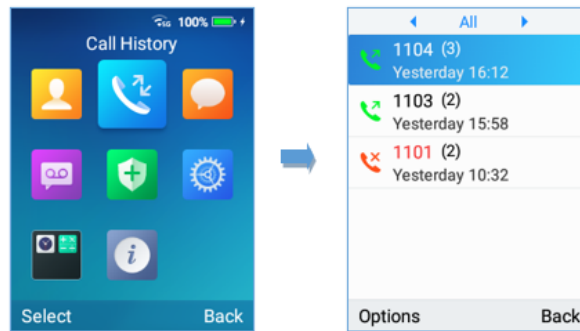 5G 100%
Call History
Select Back
All
1104 (3)
Yesterday 16:12
1103 (2)
Yesterday 15:58
1101 (2)
Yesterday 10:32
Options Back